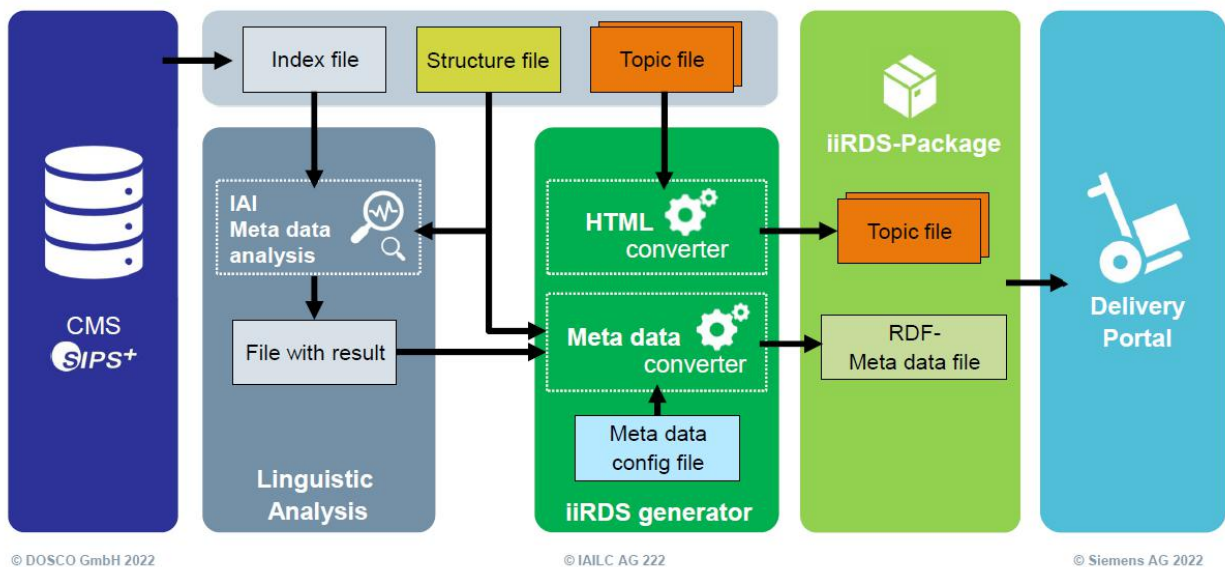 Index file
Structure file
Topic file
iiRDS-Package
IAI
Meta data
analysis
HTML
converter
Topic file
CMS
SIPS+
File with result
Meta data
converter
RDF-
Meta data file
Delivery
Portal
Meta data
config file
Linguistic
Analysis
iiRDS generator
© DOSCO GmbH 2022
© IAILC AG 222
© Siemens AG 2022